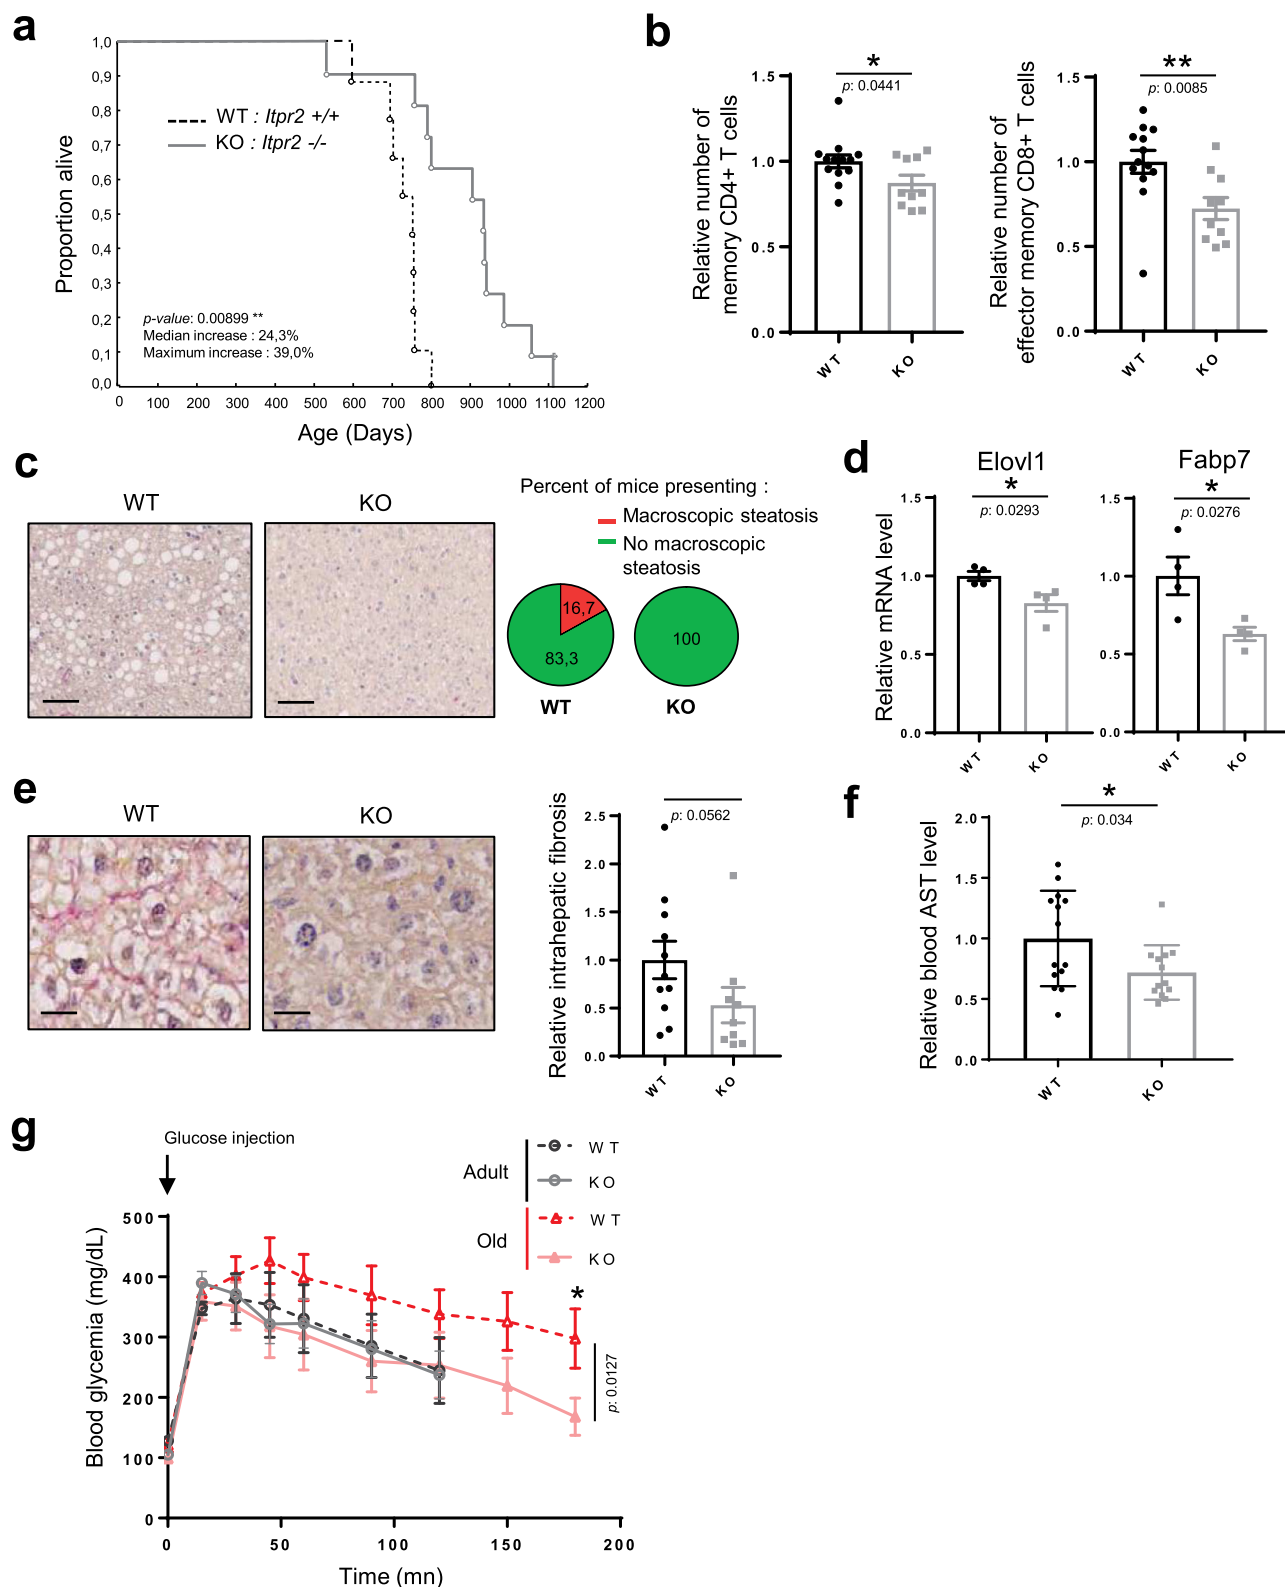 a
1,0
0,9
0,8
0,7
0,6
0,5
0,4
0,3
0,2
0,1
0,0
Proportion alive
WT : Itpr2 +/+
KO : Itpr2 -/-
p-value: 0.00899 **
Median increase : 24,3%
Maximum increase : 39,0%
0 100 200 300 400 500 600 700 800 900 1000 1100 1200
Age (Days)
b
Relative number of
memory CD4+ T cells
1.5
1.0
0.5
0.0
*
p: 0.0441
WT
KO
Relative number of
effector memory CD8+ T cells
1.5
1.0
0.5
0.0
**
p: 0.0085
WT
KO
c
WT
KO
Percent of mice presenting :
Macroscopic steatosis
No macroscopic
steatosis
16,7
83,3
100
WT
KO
d
Relative mRNA level
Elovl1
*
p: 0.0293
1.5
1.0
0.5
0.0
WT
KO
Fabp7
*
p: 0.0276
1.5
1.0
0.5
0.0
WT
KO
e
WT
KO
Relative intrahepatic fibrosis
2.5
2.0
1.5
1.0
0.5
0.0
p: 0.0562
WT
KO
f
Relative blood AST level
2.0
1.5
1.0
0.5
0.0
*
p: 0.034
WT
KO
g
Glucose injection
Adult
WT
KO
Old
WT
KO
Blood glycemia (mg/dL)
500
400
300
200
100
0
*
p: 0.0127
0 50 100 150 200
Time (mn)